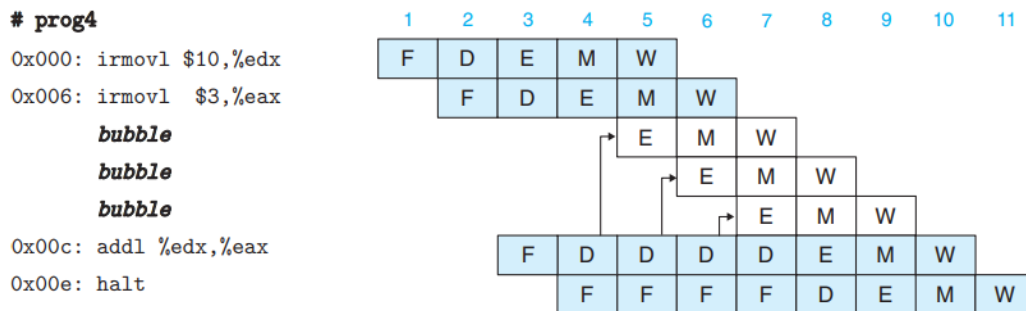 # prog4 1 2 3 4 5 6 7 8 9 10 11
0x000: irmovl $10,%edx F D E M W
0x006: irmovl $3,%eax F D E M W
bubble E M W
bubble E M W
bubble E M W
0x00c: addl %edx,%eax F D D D D E M W
0x00e: halt F F F F D E M W